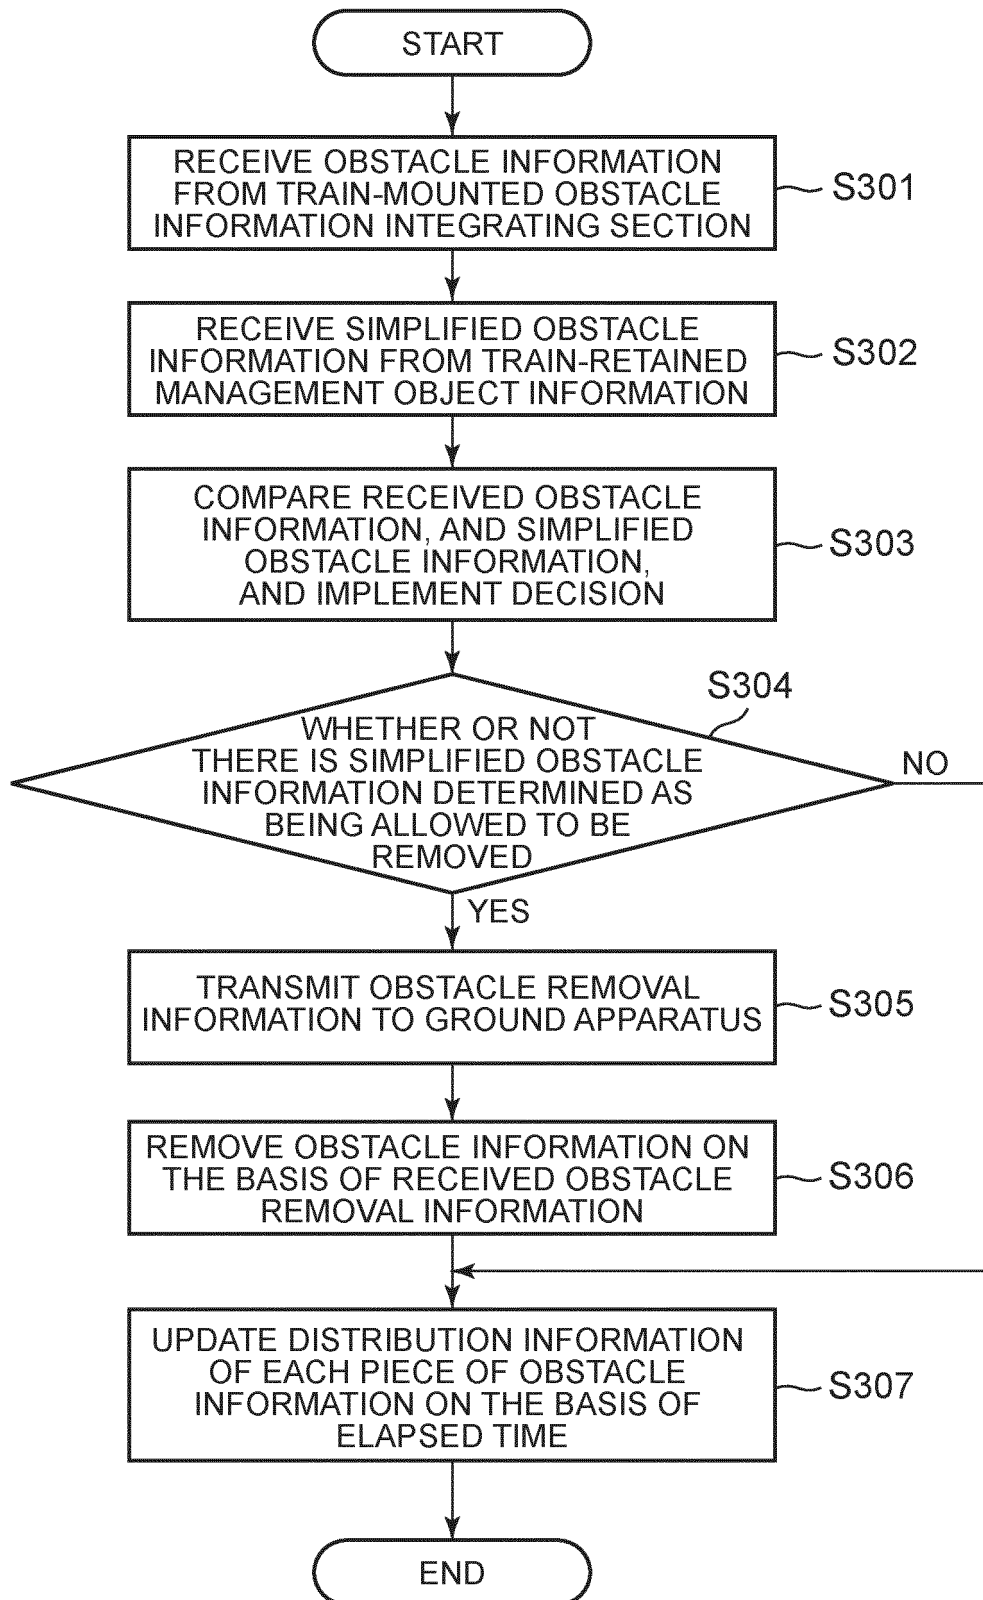 START
RECEIVE OBSTACLE INFORMATION
FROM TRAIN-MOUNTED OBSTACLE
INFORMATION INTEGRATING SECTION
S301
RECEIVE SIMPLIFIED OBSTACLE
INFORMATION FROM TRAIN-RETAINED
MANAGEMENT OBJECT INFORMATION
S302
COMPARE RECEIVED OBSTACLE
INFORMATION, AND SIMPLIFIED
OBSTACLE INFORMATION,
AND IMPLEMENT DECISION
S303
S304
WHETHER OR NOT
THERE IS SIMPLIFIED OBSTACLE
INFORMATION DETERMINED AS
BEING ALLOWED TO BE
REMOVED
NO
YES
TRANSMIT OBSTACLE REMOVAL
INFORMATION TO GROUND APPARATUS
S305
REMOVE OBSTACLE INFORMATION ON
THE BASIS OF RECEIVED OBSTACLE
REMOVAL INFORMATION
S306
UPDATE DISTRIBUTION INFORMATION
OF EACH PIECE OF OBSTACLE
INFORMATION ON THE BASIS OF
ELAPSED TIME
S307
END